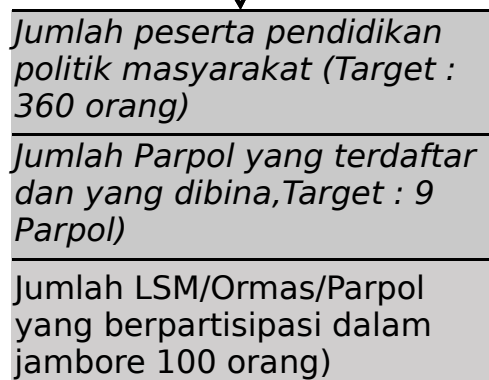 Jumlah peserta pendidikan
politik masyarakat (Target :
360 orang)
Jumlah Parpol yang terdaftar
dan yang dibina,Target : 9
Parpol)
Jumlah LSM/Ormas/Parpol
yang berpartisipasi dalam
jambore 100 orang)